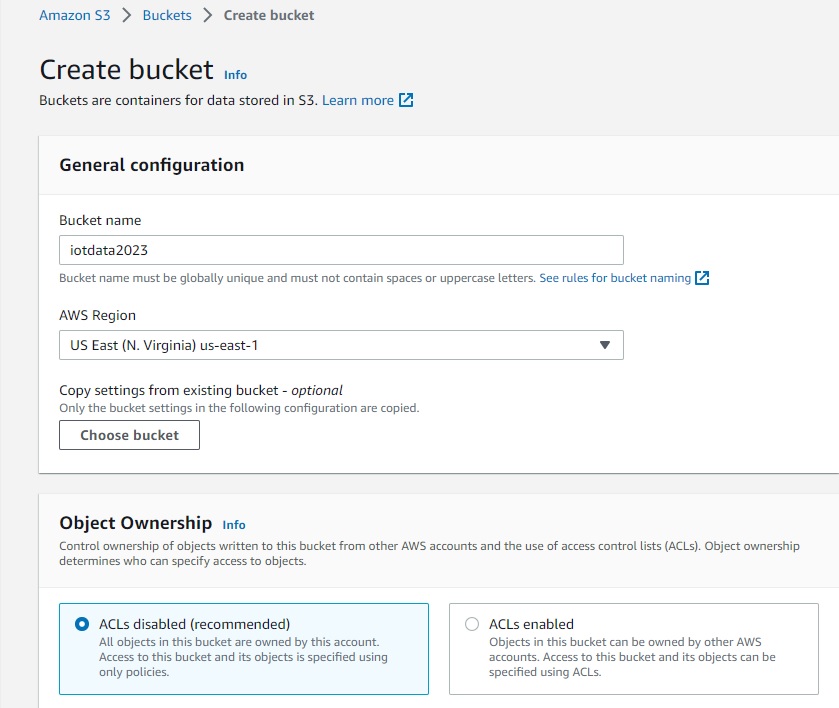 Amazon S3 > Buckets > Create bucket
Create bucket Info
Buckets are containers for data stored in S3. Learn more
General configuration
Bucket name
iotdata2023
Bucket name must be globally unique and must not contain spaces or uppercase letters. See rules for bucket naming
AWS Region
US East (N. Virginia) us-east-1
Copy settings from existing bucket - optional
Only the bucket settings in the following configuration are copied.
Choose bucket
Object Ownership Info
Control ownership of objects written to this bucket from other AWS accounts and the use of access control lists (ACLs). Object ownership
determines who can specify access to objects.
ACLs disabled (recommended)
All objects in this bucket are owned by this account.
Access to this bucket and its objects is specified using
only policies.
ACLs enabled
Objects in this bucket can be owned by other AWS
accounts. Access to this bucket and its objects can be
specified using ACLs.